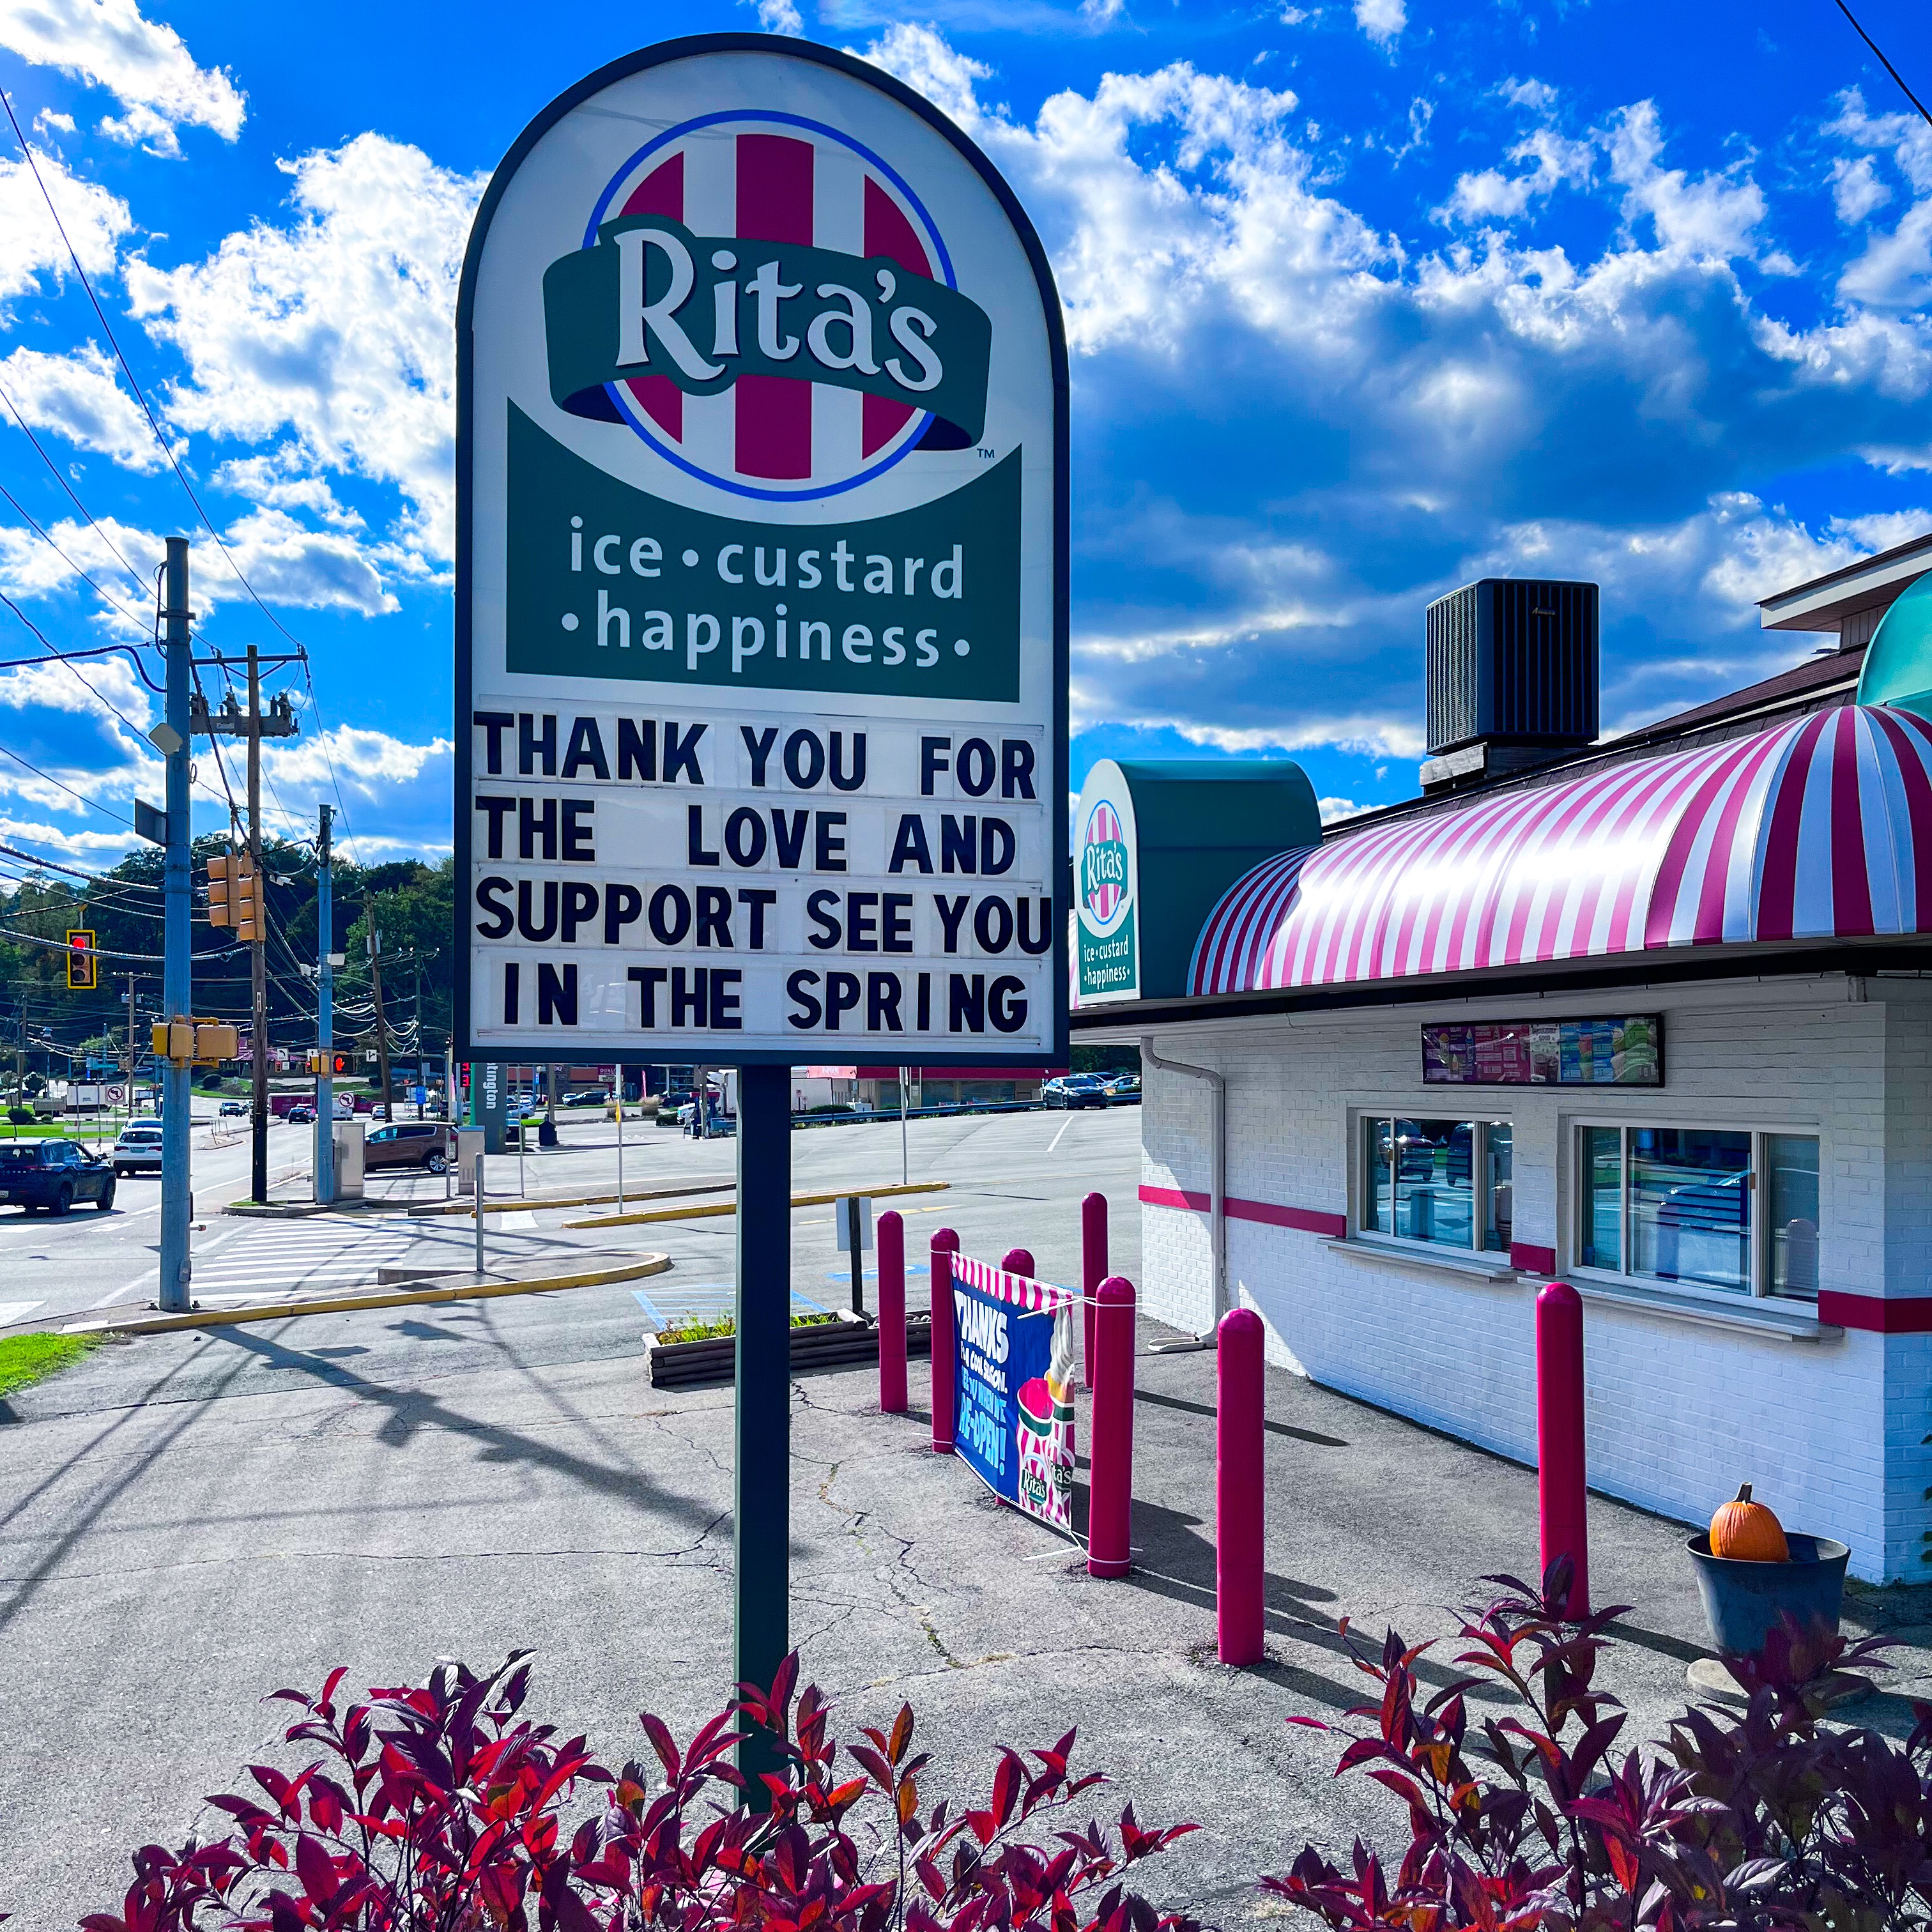 Rita's
TM
ice • custard
• happiness •
THANK YOU FOR
THE LOVE AND
SUPPORT SEE YOU
IN THE SPRING
Rita's
ice • custard
• happiness •
THANKS
RE-OPEN!
Rita's